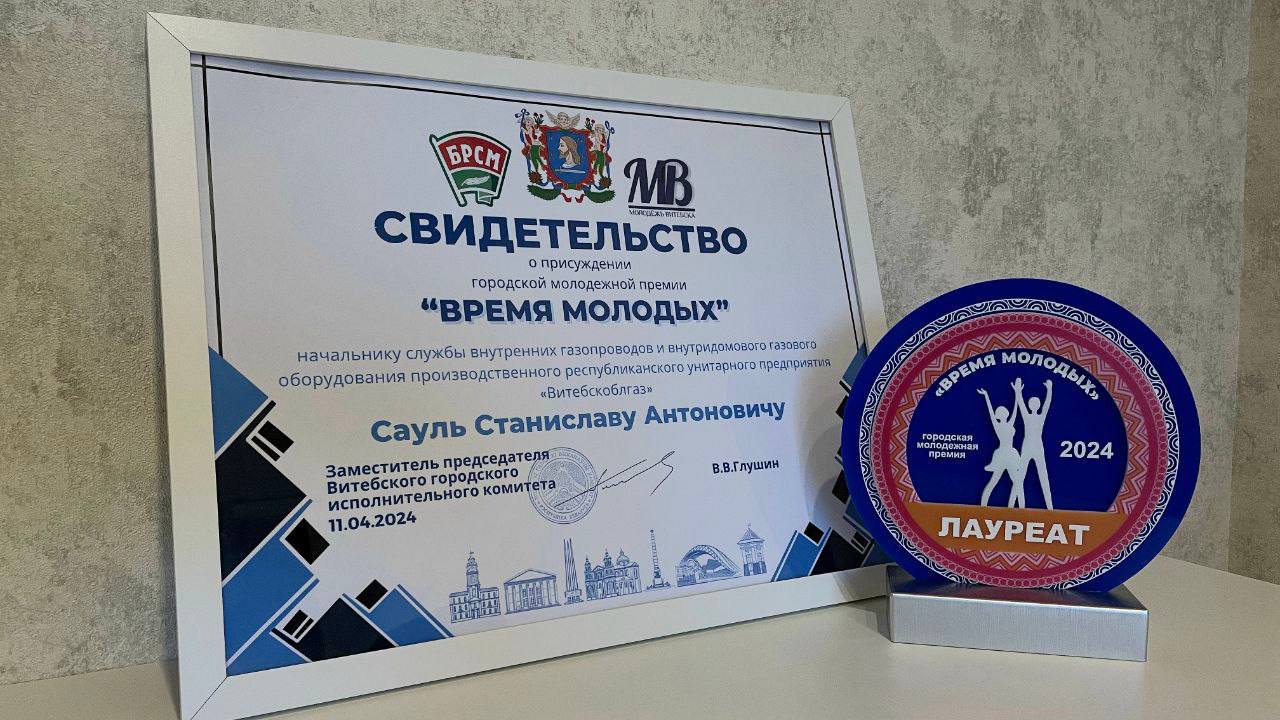 БРСМ
МВ
МОЛОДЁЖЬ ВИТЕБСКА
СВИДЕТЕЛЬСТВО
о присуждении
городской молодежной премии
“ВРЕМЯ МОЛОДЫХ”
начальнику службы внутренних газопроводов и внутридомового газового
оборудования производственного республиканского унитарного предприятия
«Витебскоблгаз»
Сауль Станиславу Антоновичу
Заместитель председателя
Витебского городского
исполнительного комитета
11.04.2024
В.В.Глушин
«ВРЕМЯ МОЛОДЫХ»
городская
молодежная
премия
2024
ЛАУРЕАТ